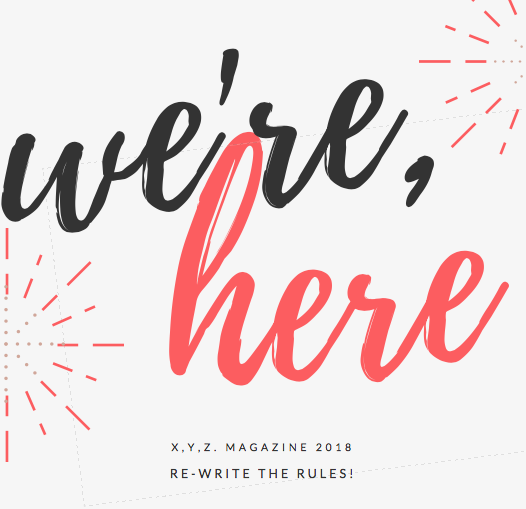 we're,
here
X,Y,Z. MAGAZINE 2018
RE-WRITE THE RULES!